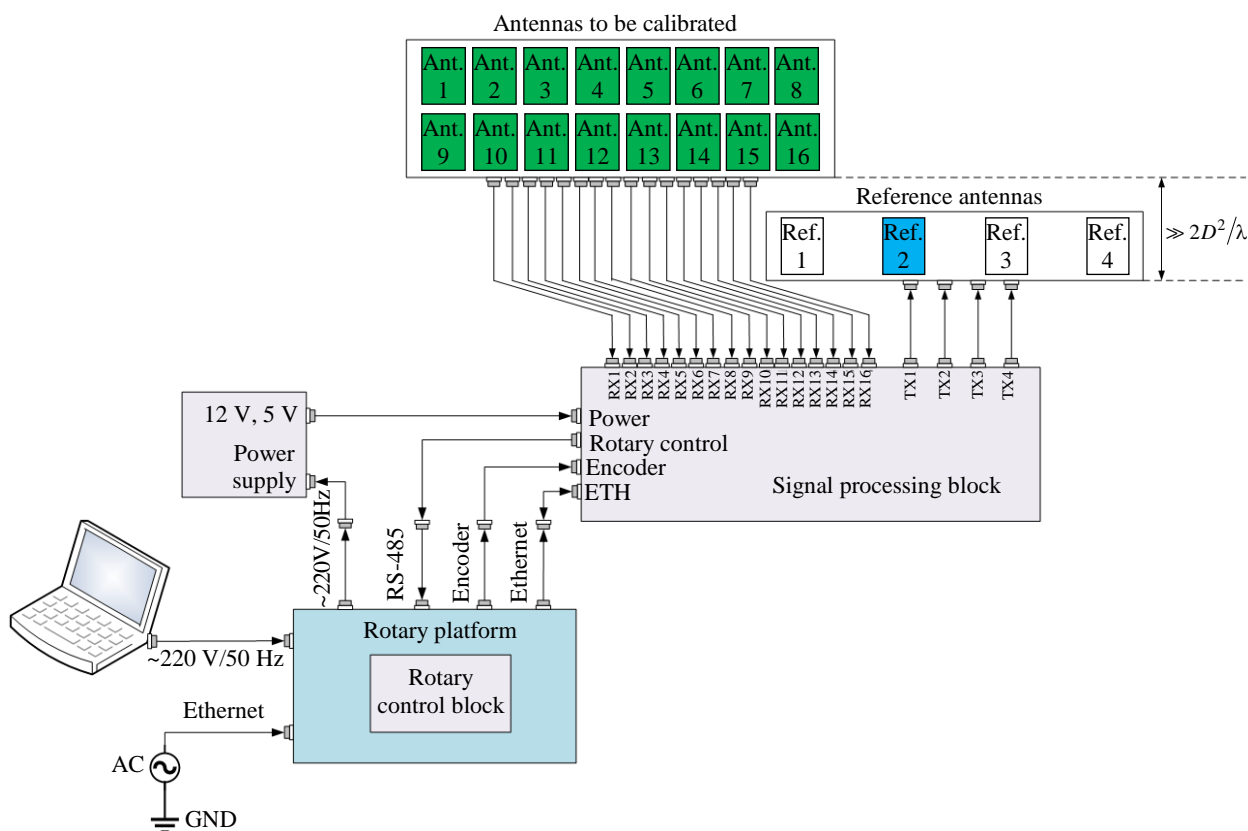 Antennas to be calibrated
Ant. 1
Ant. 2
Ant. 3
Ant. 4
Ant. 5
Ant. 6
Ant. 7
Ant. 8
Ant. 9
Ant. 10
Ant. 11
Ant. 12
Ant. 13
Ant. 14
Ant. 15
Ant. 16
Reference antennas
Ref. 1
Ref. 2
Ref. 3
Ref. 4
≫ 2D²/λ
RX1
RX2
RX3
RX4
RX5
RX6
RX7
RX8
RX9
RX10
RX11
RX12
RX13
RX14
RX15
RX16
TX1
TX2
TX3
TX4
12 V, 5 V
Power
supply
Power
Rotary control
Encoder
ETH
Signal processing block
~220V/50Hz
RS-485
Encoder
Ethernet
Rotary platform
Rotary
control block
~220 V/50 Hz
Ethernet
AC
GND